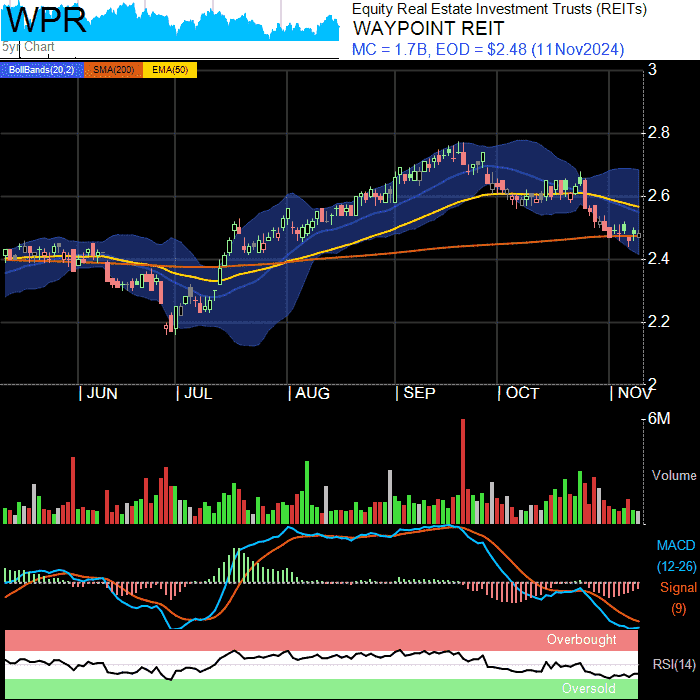 WPR
5yr Chart
Equity Real Estate Investment Trusts (REITs)
WAYPOINT REIT
MC = 1.7B, EOD = $2.48 (11Nov2024)
BollBands(20,2) SMA(200) EMA(50)
3
2.8
2.6
2.4
2.2
2
JUN JUL AUG SEP OCT NOV
6M
Volume
MACD
(12-26)
Signal
(9)
Overbought
RSI(14)
Oversold